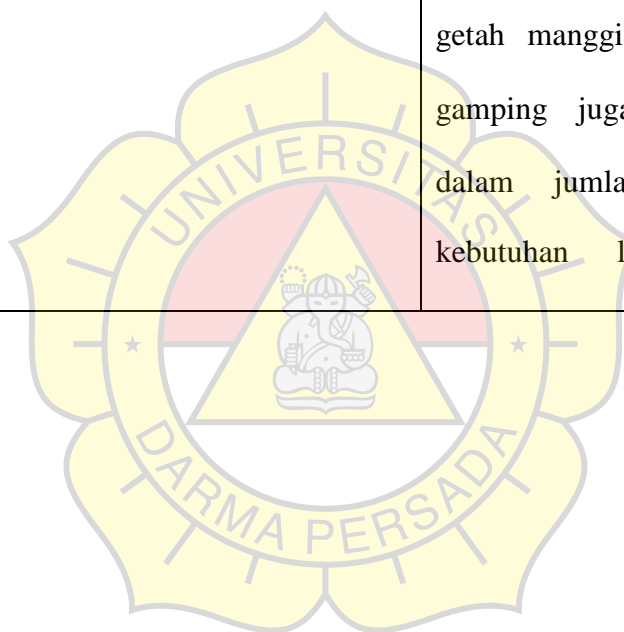 getah manggi
gamping juga
dalam jumla
kebutuhan
UNIVERSITAS
DARMA PERSADA